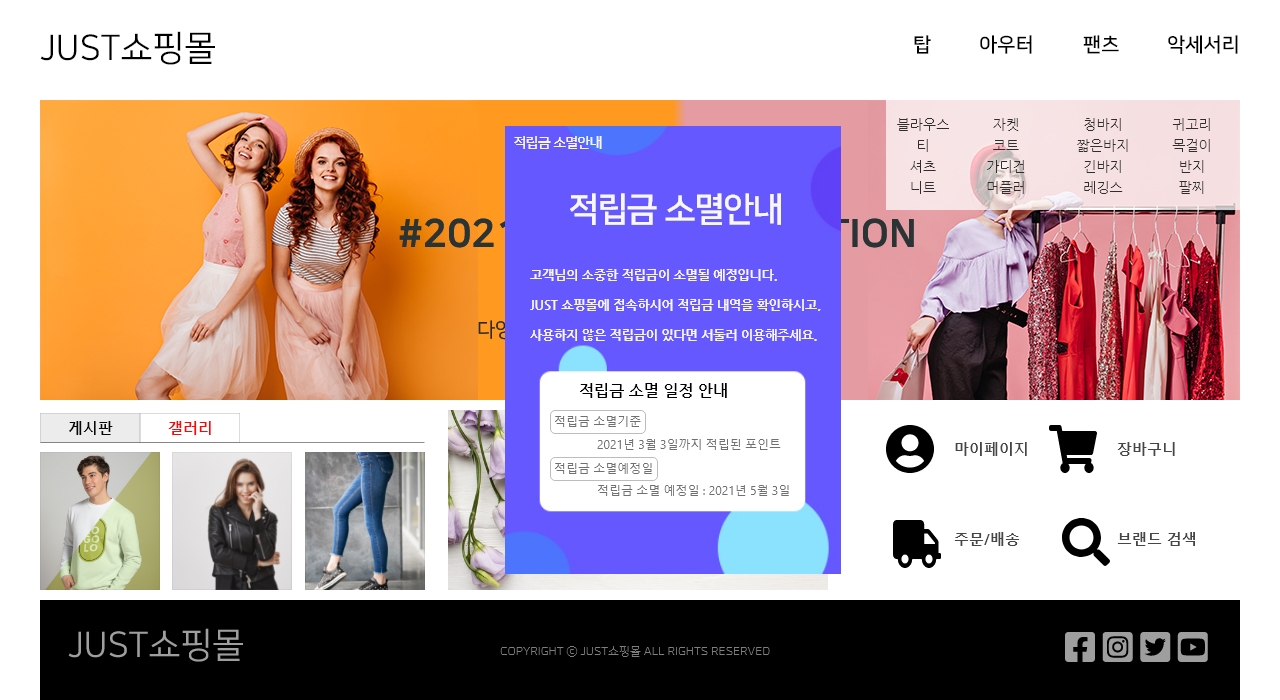 JUST쇼핑몰
탑 아우터 팬츠 악세서리
블라우스 자켓 청바지 귀고리
티 코트 짧은바지 목걸이
셔츠 가디건 긴바지 반지
니트 머플러 레깅스 팔찌
적립금 소멸안내
적립금 소멸안내
#202
TION
고객님의 소중한 적립금이 소멸될 예정입니다.
JUST 쇼핑몰에 접속하시어 적립금 내역을 확인하시고,
사용하지 않은 적립금이 있다면 서둘러 이용해주세요.
적립금 소멸 일정 안내
적립금 소멸기준
2021년 3월 3일까지 적립된 포인트
적립금 소멸예정일
적립금 소멸 예정일 : 2021년 5월 3일
게시판 갤러리
마이페이지 장바구니
주문/배송 브랜드 검색
JUST쇼핑몰
COPYRIGHT ⓒ JUST쇼핑몰 ALL RIGHTS RESERVED